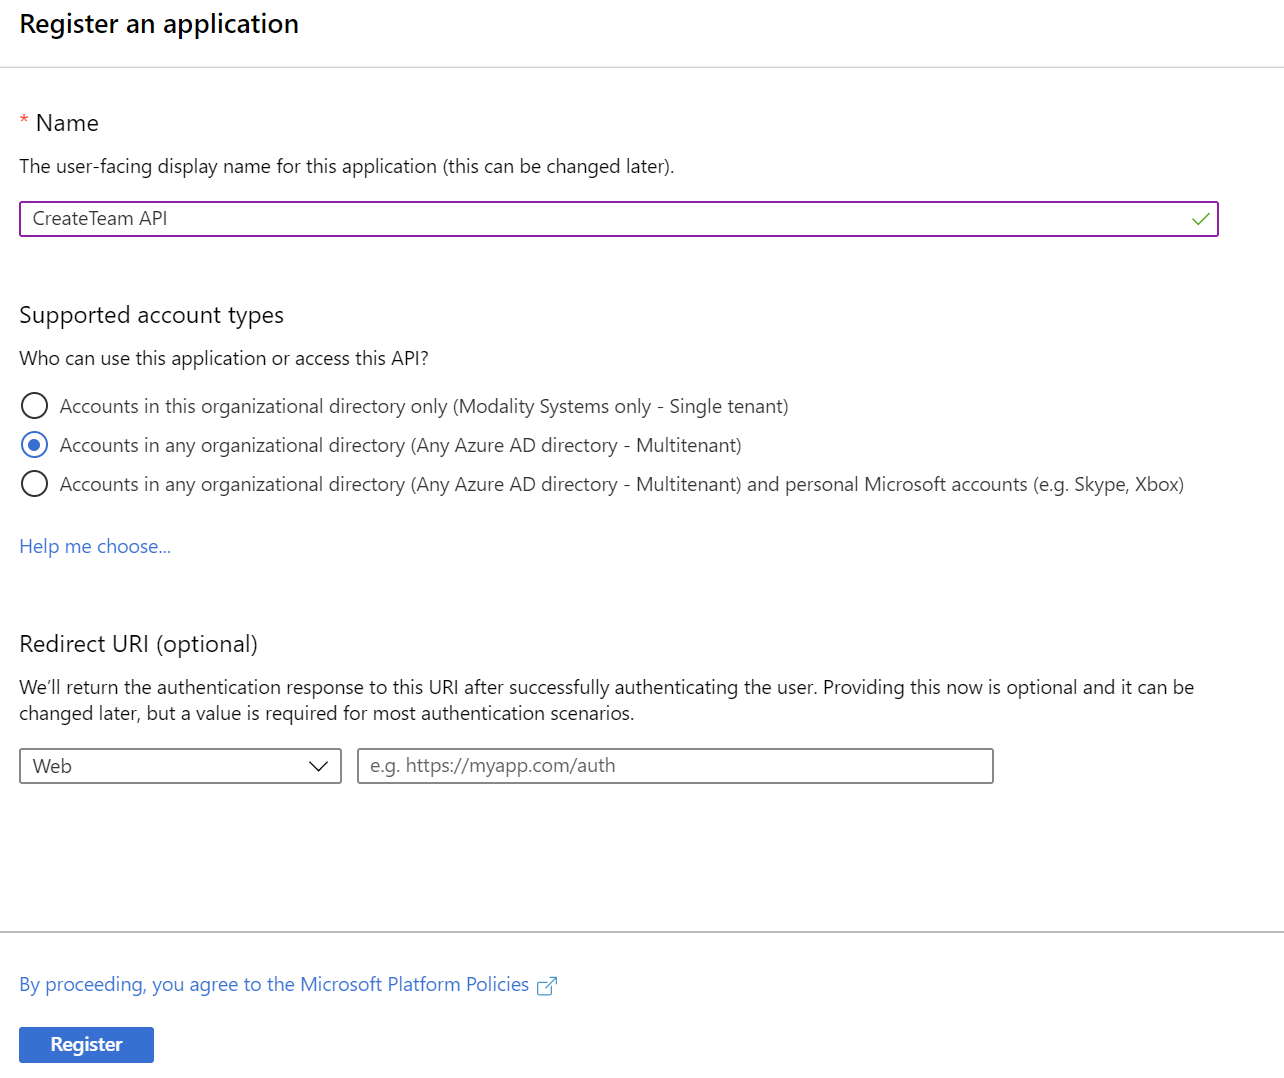 Register an application
* Name
The user-facing display name for this application (this can be changed later).
CreateTeam API
Supported account types
Who can use this application or access this API?
Accounts in this organizational directory only (Modality Systems only - Single tenant)
Accounts in any organizational directory (Any Azure AD directory - Multitenant)
Accounts in any organizational directory (Any Azure AD directory - Multitenant) and personal Microsoft accounts (e.g. Skype, Xbox)
Help me choose...
Redirect URI (optional)
We'll return the authentication response to this URI after successfully authenticating the user. Providing this now is optional and it can be
changed later, but a value is required for most authentication scenarios.
Web e.g. https://myapp.com/auth
By proceeding, you agree to the Microsoft Platform Policies
Register